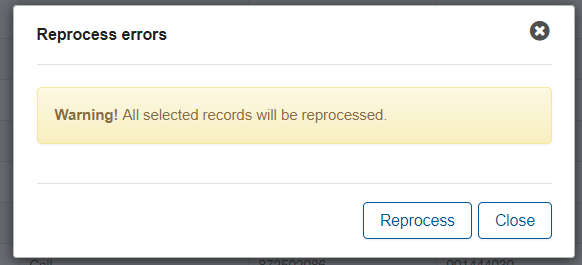 Reprocess errors
Warning! All selected records will be reprocessed.
Reprocess Close